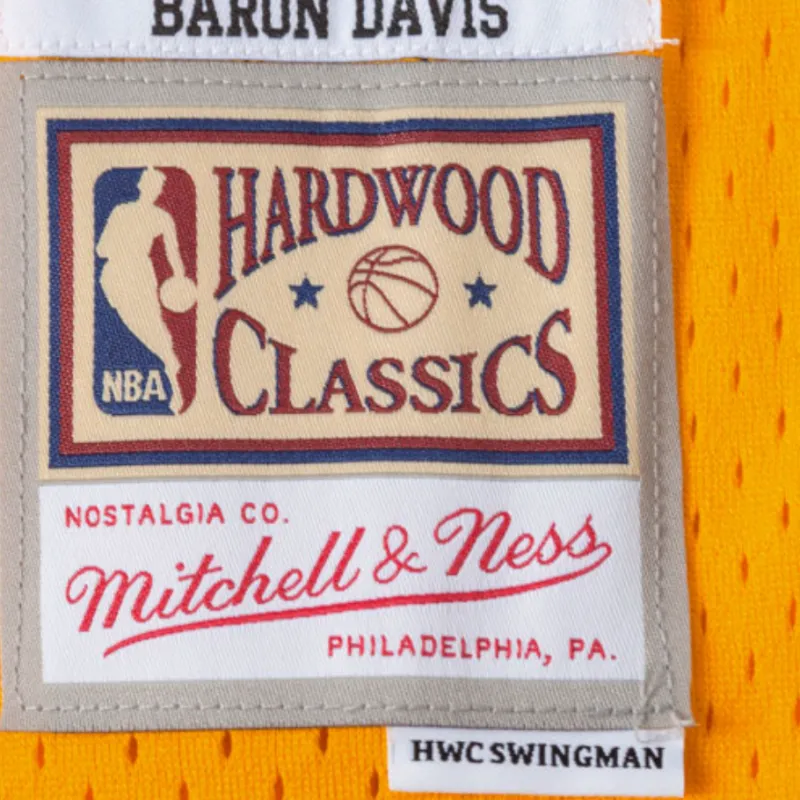 BARON DAVIS
HARDWOOD
CLASSICS
NBA
NOSTALGIA CO.
Mitchell & Ness
PHILADELPHIA, PA.
HWC SWINGMAN